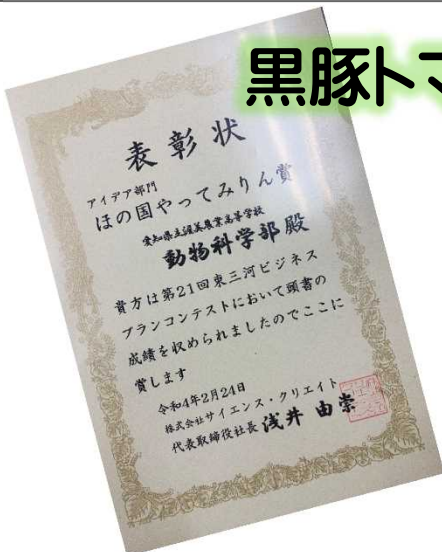 黒豚トマ
表彰状
アイデア部門
ほの国やってみりん賞
愛知県立渥美農業高等学校
動物科学部殿
貴方は第21回東三河ビジネス
プランコンテストにおいて頭書の
成績を収められましたのでここに
賞します
令和4年2月24日
株式会社サイエンス・クリエイト
代表取締役社長 浅井由崇